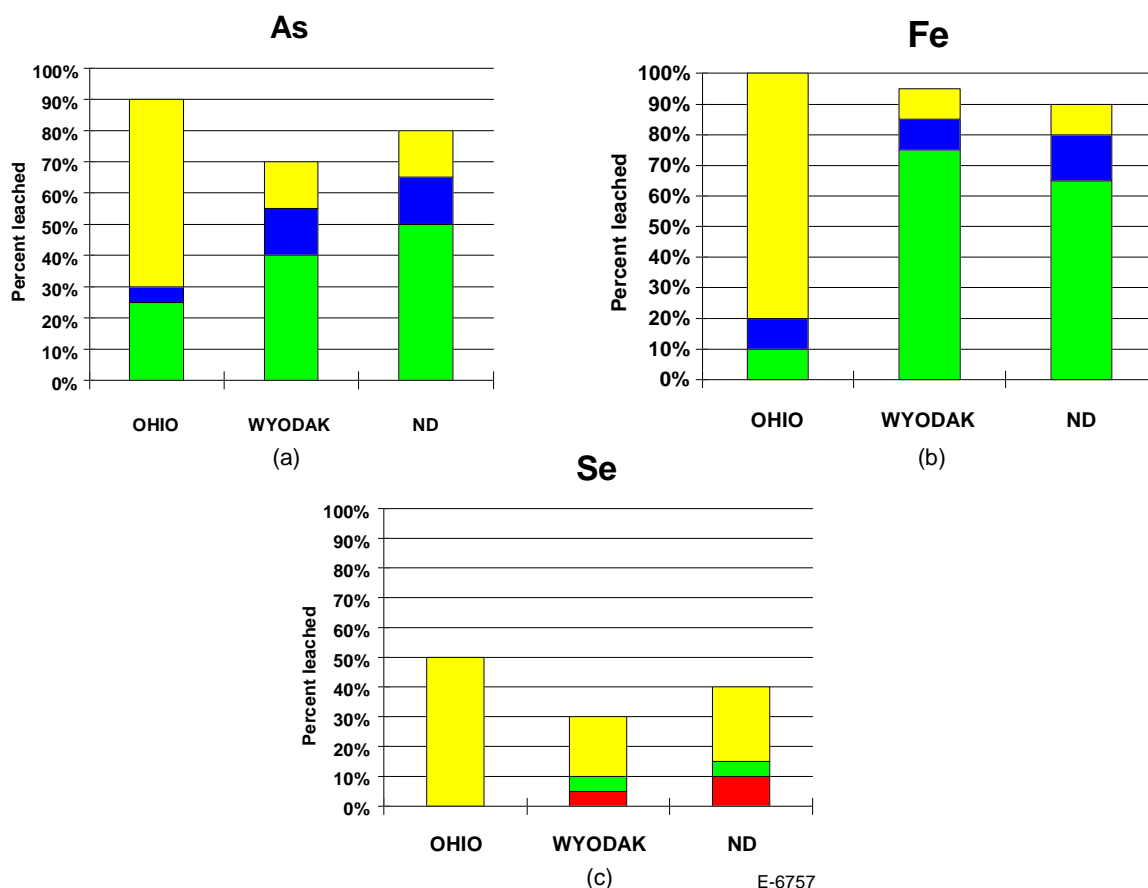 As
100%
90%
80%
70%
60%
50%
40%
30%
20%
10%
0%
Percent leached
OHIO WYODAK ND
(a)
Fe
100%
90%
80%
70%
60%
50%
40%
30%
20%
10%
0%
Percent leached
OHIO WYODAK ND
(b)
Se
100%
90%
80%
70%
60%
50%
40%
30%
20%
10%
0%
Percent leached
OHIO WYODAK ND
(c)
E-6757